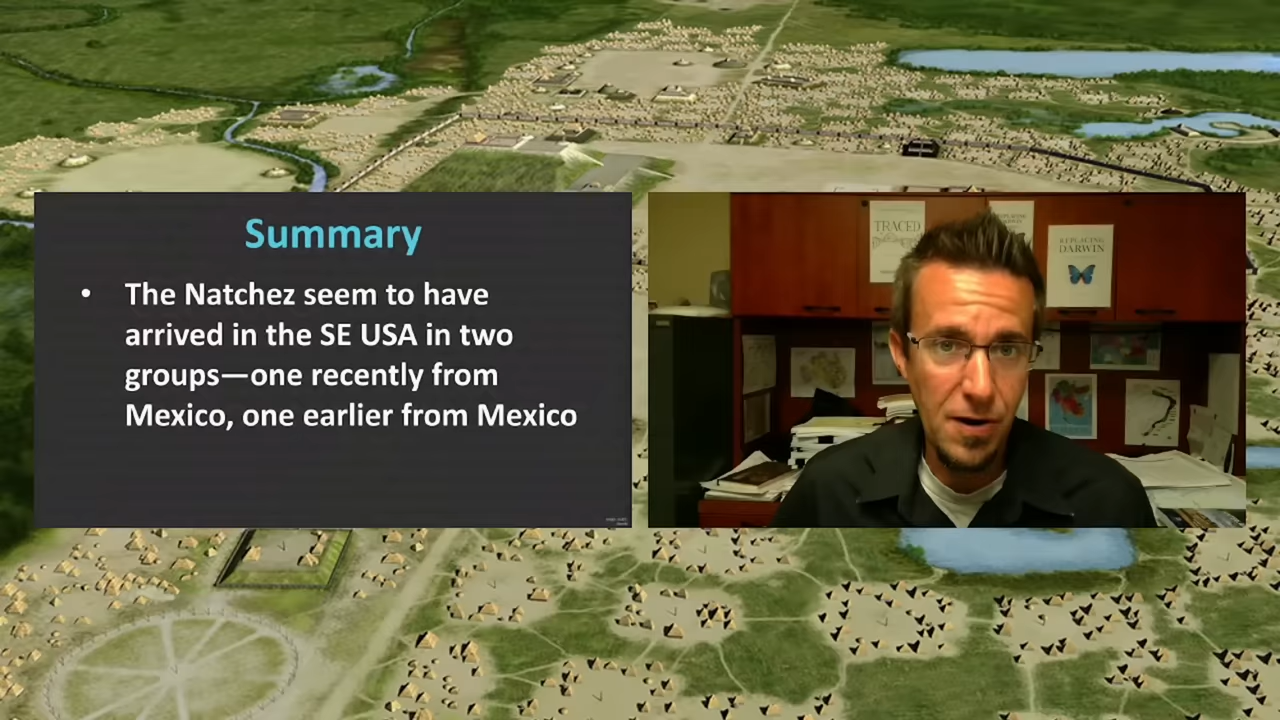 Summary
• The Natchez seem to have
arrived in the SE USA in two
groups—one recently from
Mexico, one earlier from Mexico
TRACED
REPLACING
DARWIN